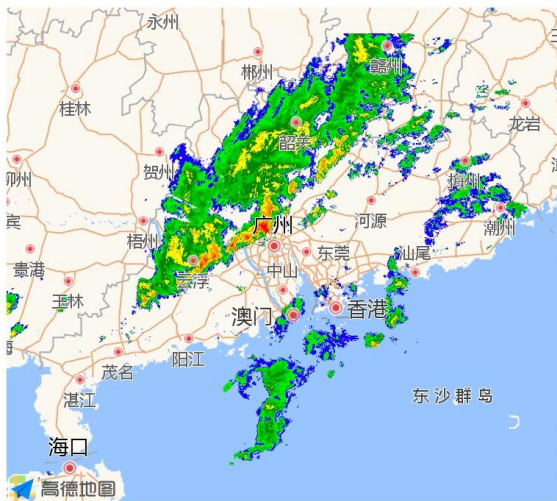 永州
郴州
赣州
桂林
龙岩
韶关
柳州
贺州
梅州
宾
梧州
广州
河源
潮州
贵港
云浮
东莞
汕尾
玉林
中山
澳门
香港
阳江
茂名
湛江
东沙群岛
海口
高德地图